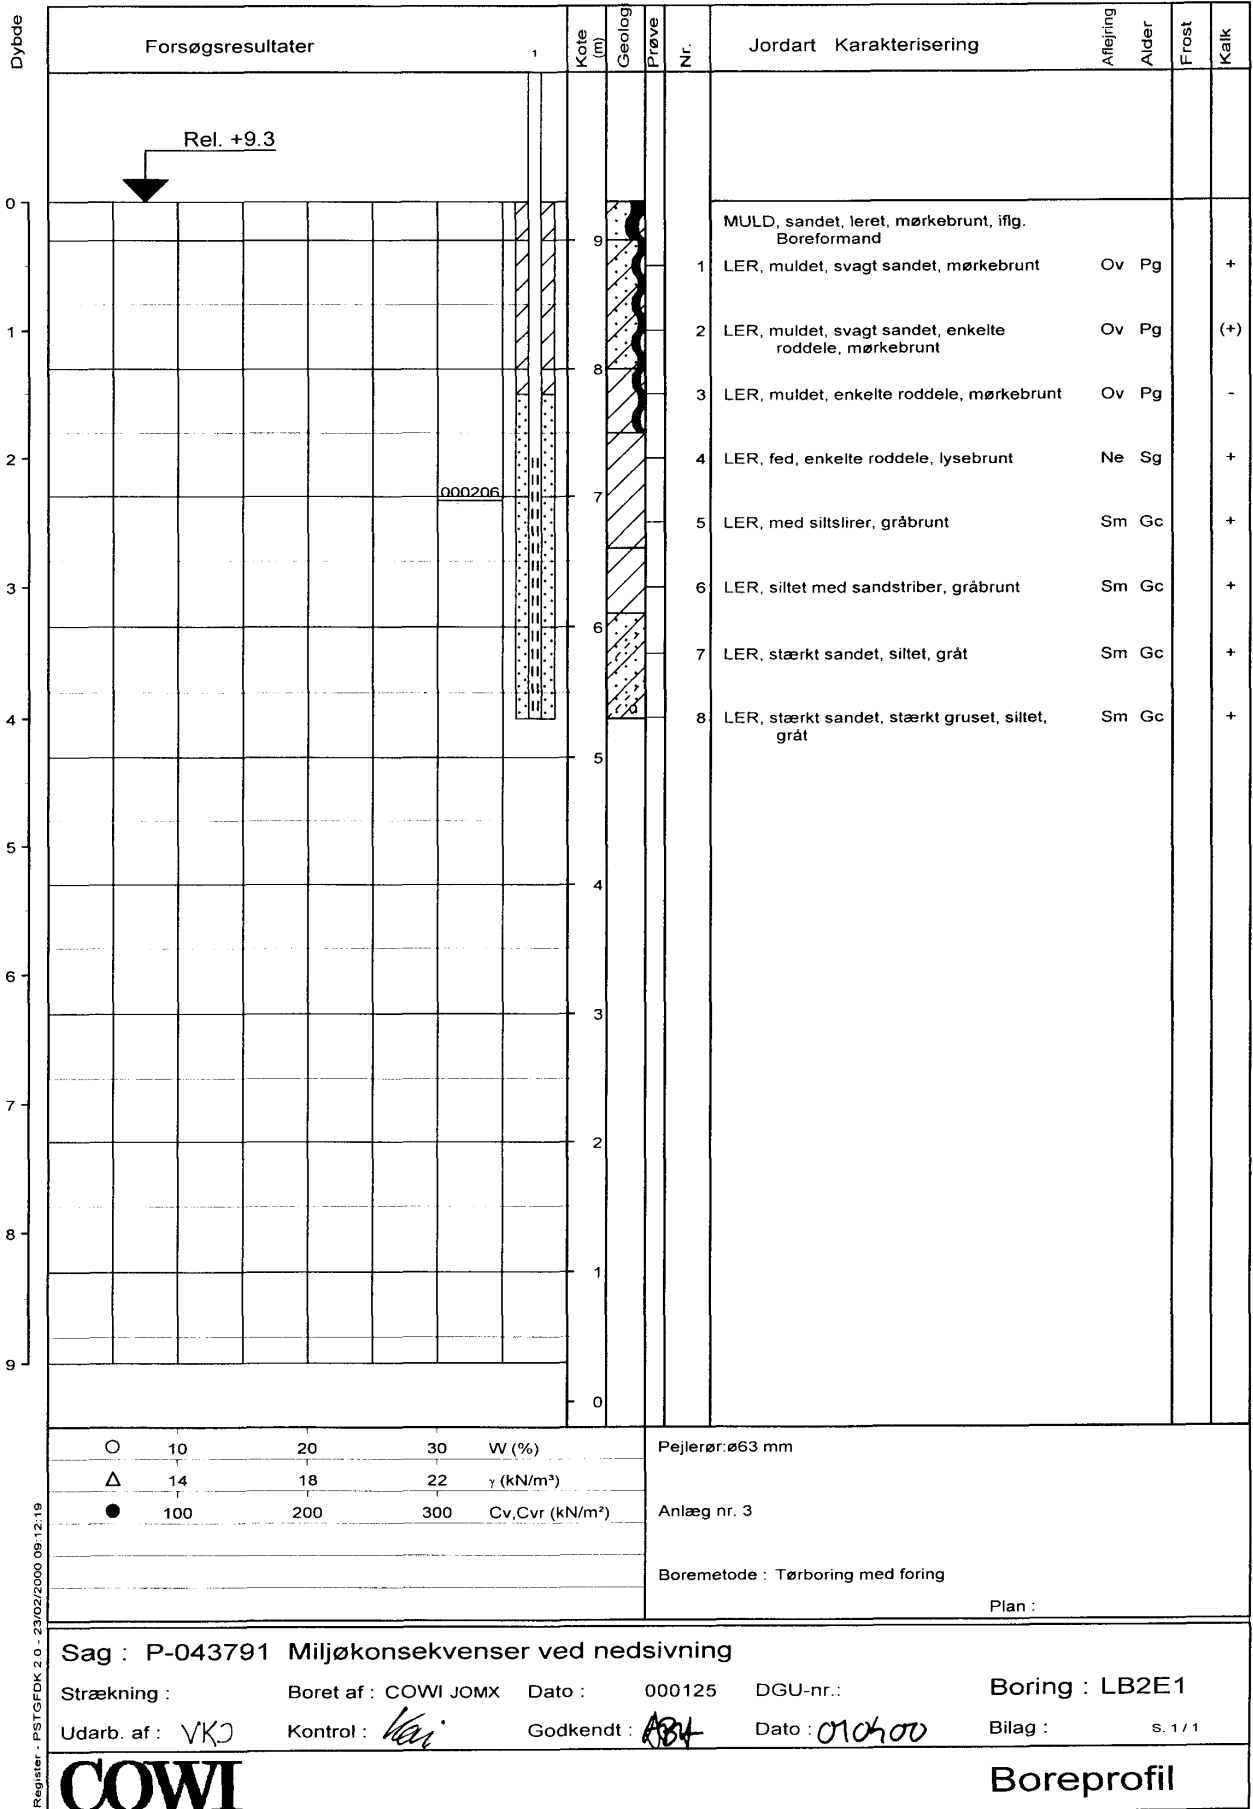 Dybde
Forsøgsresultater
1
Kote (m)
Geologi
Prøve
Nr.
Jordart Karakterisering
Aflejring
Alder
Frost
Kalk
Rel. +9.3
0
1
2
3
4
5
6
7
8
9
000206
9
8
7
6
5
4
3
2
1
0
MULD, sandet, leret, mørkebrunt, iflg.
Boreformand
1 LER, muldet, svagt sandet, mørkebrunt Ov Pg +
2 LER, muldet, svagt sandet, enkelte Ov Pg (+)
roddele, mørkebrunt
3 LER, muldet, enkelte roddele, mørkebrunt Ov Pg -
4 LER, fed, enkelte roddele, lysebrunt Ne Sg +
5 LER, med siltslirer, gråbrunt Sm Gc +
6 LER, siltet med sandstriber, gråbrunt Sm Gc +
7 LER, stærkt sandet, siltet, gråt Sm Gc +
8 LER, stærkt sandet, stærkt gruset, siltet, Sm Gc +
gråt
10 20 30 W (%)
14 18 22 γ (kN/m³)
100 200 300 Cv,Cvr (kN/m²)
Pejlerør:ø63 mm
Anlæg nr. 3
Boremetode : Tørboring med foring
Plan :
Register - PSTGFDK 2.0 - 23/02/2000 09:12:19
Sag : P-043791 Miljøkonsekvenser ved nedsivning
Strækning : Boret af : COWI JOMX Dato : 000125 DGU-nr.: Boring : LB2E1
Udarb. af : VKJ Kontrol : Godkendt : Dato : 010400 Bilag : S. 1 / 1
COWI
Boreprofil